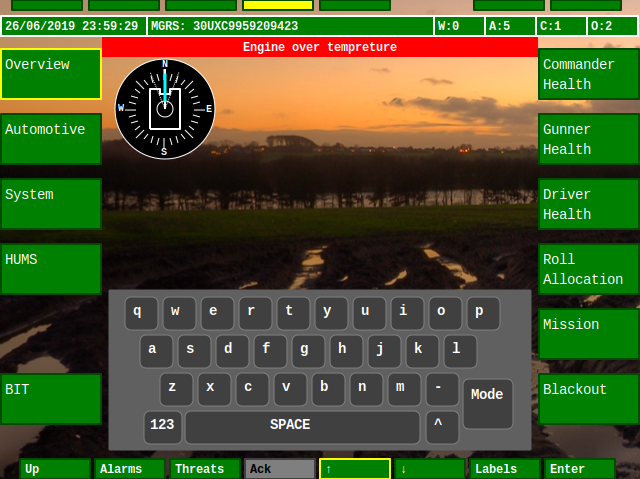 26/06/2019 23:59:29 MGRS: 30UXC9959209423 W:0 A:5 C:1 O:2
Engine over tempreture
Overview
Automotive
System
HUMS
BIT
N
W E
S
Commander
Health
Gunner
Health
Driver
Health
Roll
Allocation
Mission
Blackout
q w e r t y u i o p
a s d f g h j k l
z x c v b n m - Mode
123 SPACE ^
Up Alarms Threats Ack ↑ ↓ Labels Enter